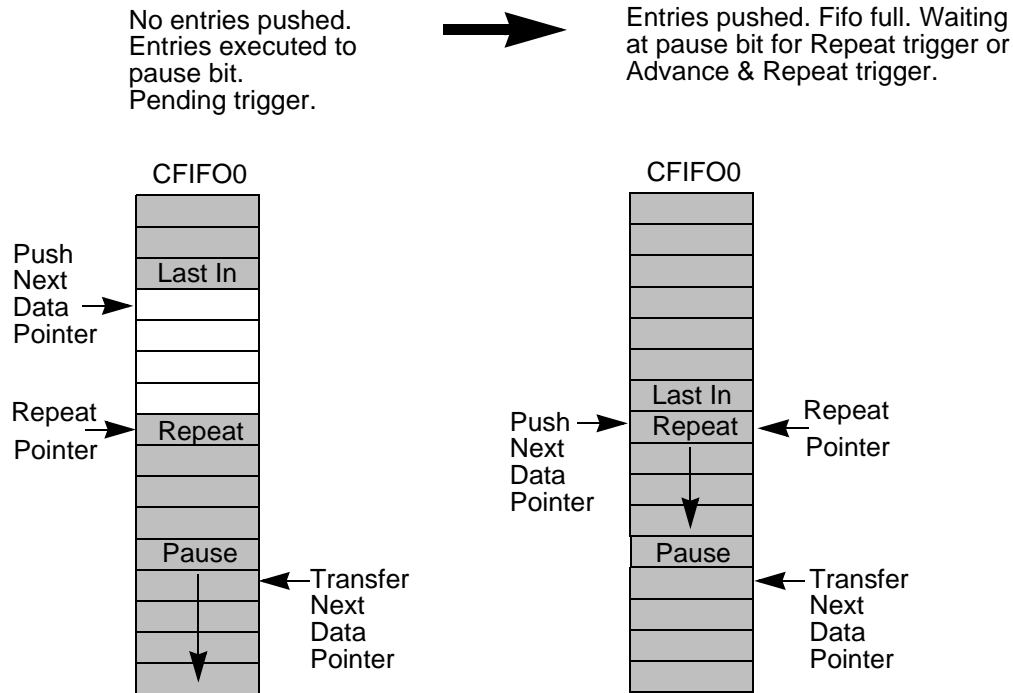 No entries pushed.
Entries executed to
pause bit.
Pending trigger.
Entries pushed. Fifo full. Waiting
at pause bit for Repeat trigger or
Advance & Repeat trigger.
CFIFO0
Push
Next
Data
Pointer
Last In
Repeat
Pointer
Repeat
Pause
Transfer
Next
Data
Pointer
CFIFO0
Last In
Push
Next
Data
Pointer
Repeat
Repeat
Pointer
Pause
Transfer
Next
Data
Pointer